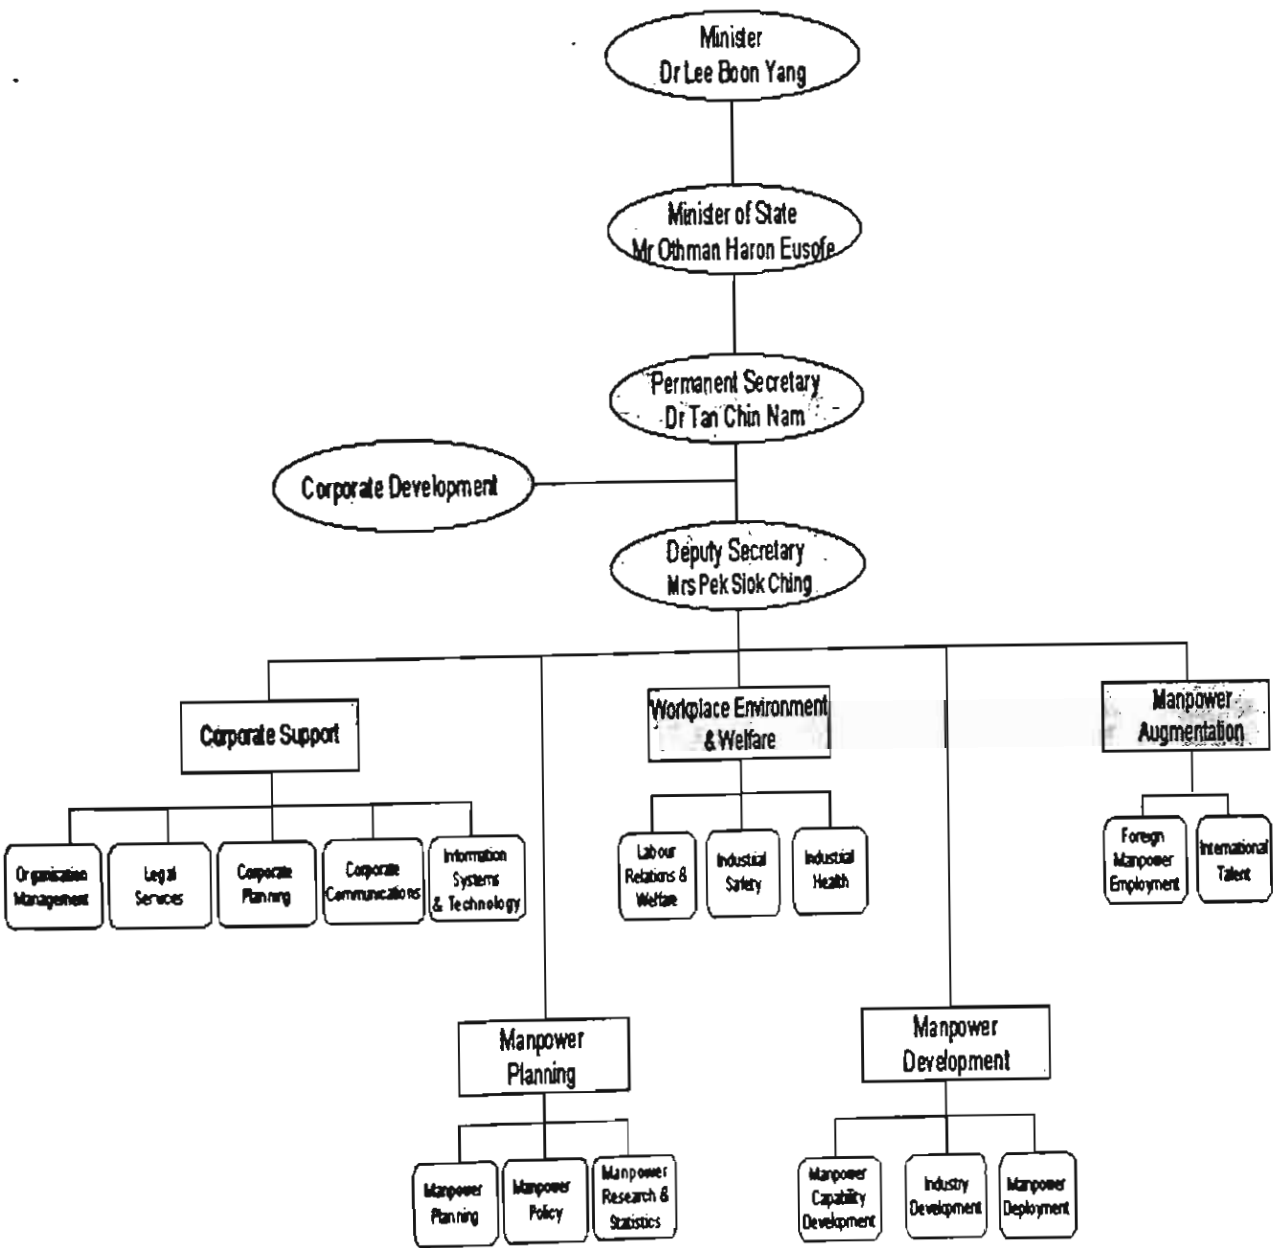 Minister
Dr Lee Boon Yang
Minister of State
Mr Othman Haron Eusofe
Permanent Secretary
Dr Tan Chin Nam
Corporate Development
Deputy Secretary
Mrs Pek Siok Ching
Corporate Support
Workplace Environment
& Welfare
Manpower
Augmentation
Organisation
Management
Legal
Services
Corporate
Planning
Corporate
Communications
Information
Systems
& Technology
Labour
Relations &
Welfare
Industrial
Safety
Industrial
Health
Foreign
Manpower
Employment
International
Talent
Manpower
Planning
Manpower
Development
Manpower
Planning
Manpower
Policy
Manpower
Research &
Statistics
Manpower
Capability
Development
Industry
Development
Manpower
Deployment